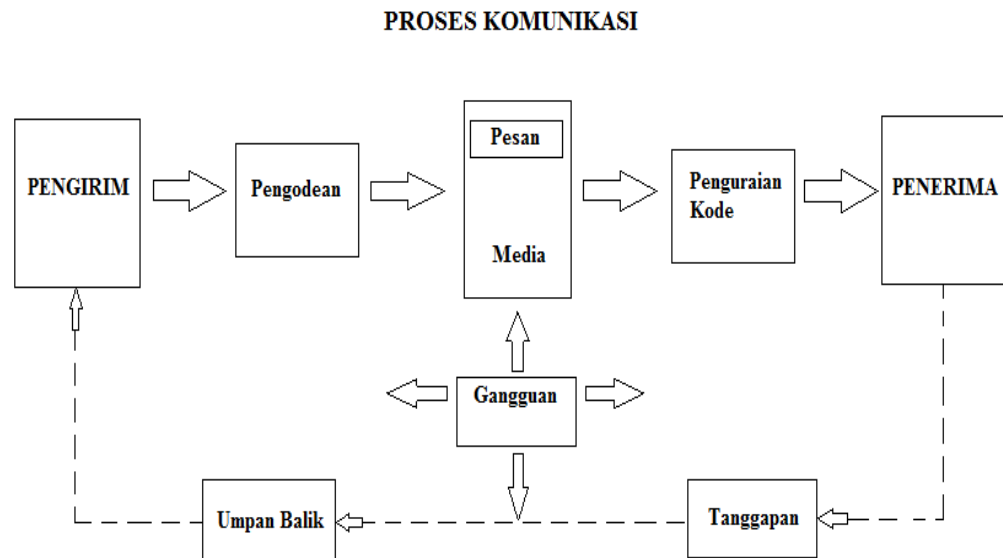 PROSES KOMUNIKASI
PENGIRIM
Pengodean
Pesan
Media
Penguraian
Kode
PENERIMA
Gangguan
Umpan Balik
Tanggapan